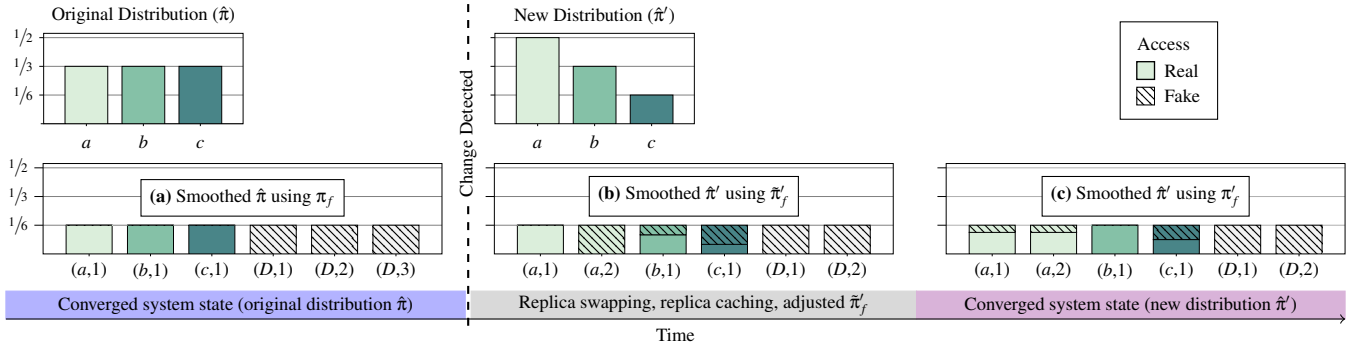 Original Distribution (π̂)
1/2
1/3
1/6
a b c
Change Detected
New Distribution (π̂′)
a b c
Access
Real
Fake
1/2
1/3
1/6
(a) Smoothed π̂ using π_f
(a,1) (b,1) (c,1) (D,1) (D,2) (D,3)
(b) Smoothed π̂′ using π̃′_f
(a,1) (a,2) (b,1) (c,1) (D,1) (D,2)
(c) Smoothed π̂′ using π′_f
(a,1) (a,2) (b,1) (c,1) (D,1) (D,2)
Converged system state (original distribution π̂)
Replica swapping, replica caching, adjusted π̃′_f
Converged system state (new distribution π̂′)
Time